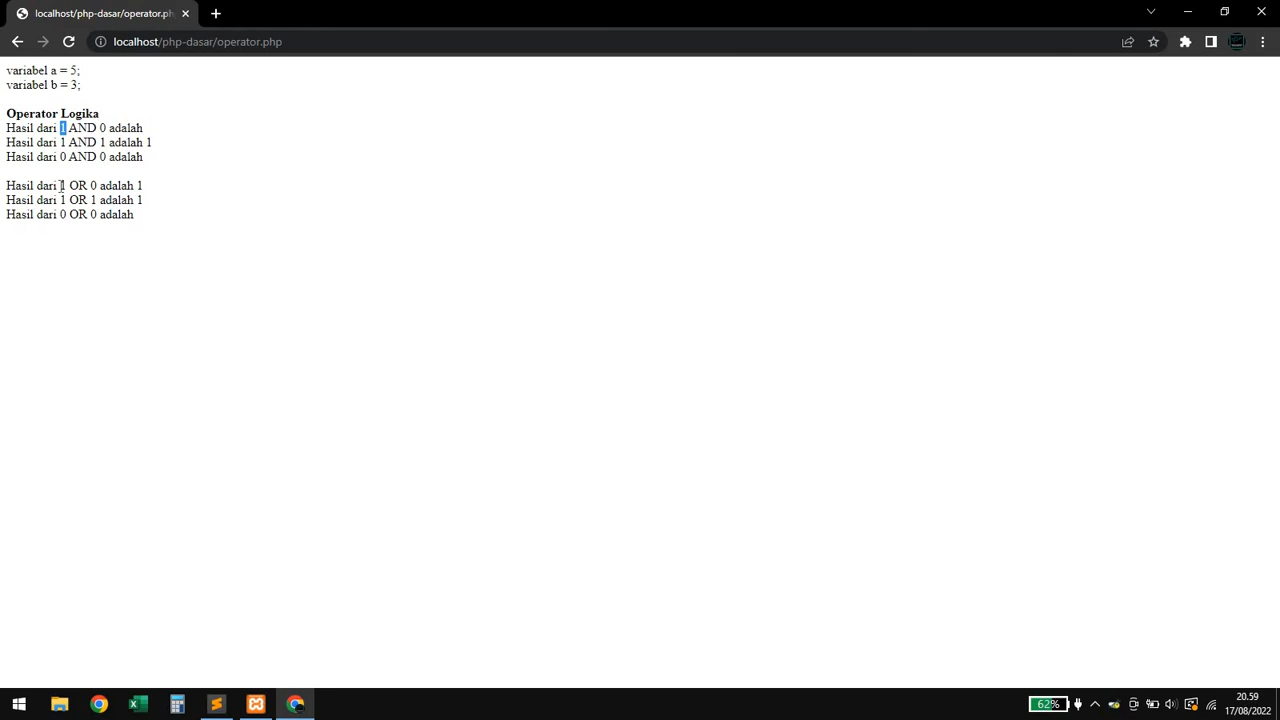 localhost/php-dasar/operator.ph
localhost/php-dasar/operator.php
variabel a = 5;
variabel b = 3;
Operator Logika
Hasil dari 1 AND 0 adalah
Hasil dari 1 AND 1 adalah 1
Hasil dari 0 AND 0 adalah
Hasil dari 1 OR 0 adalah 1
Hasil dari 1 OR 1 adalah 1
Hasil dari 0 OR 0 adalah
62%
20.59
17/08/2022